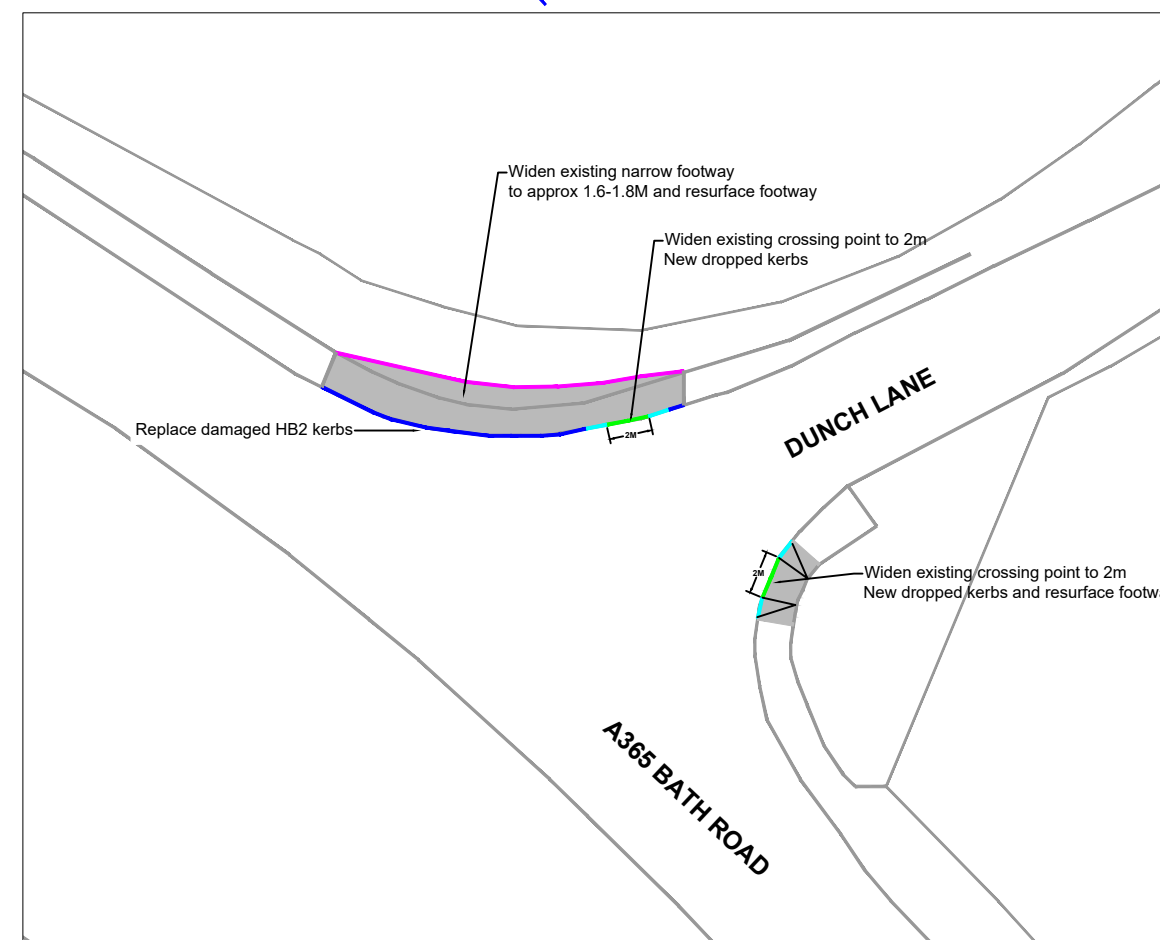 Widen existing narrow footway
to approx 1.6-1.8M and resurface footway
Widen existing crossing point to 2m
New dropped kerbs
Replace damaged HB2 kerbs
2M
DUNCH LANE
2M
Widen existing crossing point to 2m
New dropped kerbs and resurface
A365 BATH ROAD